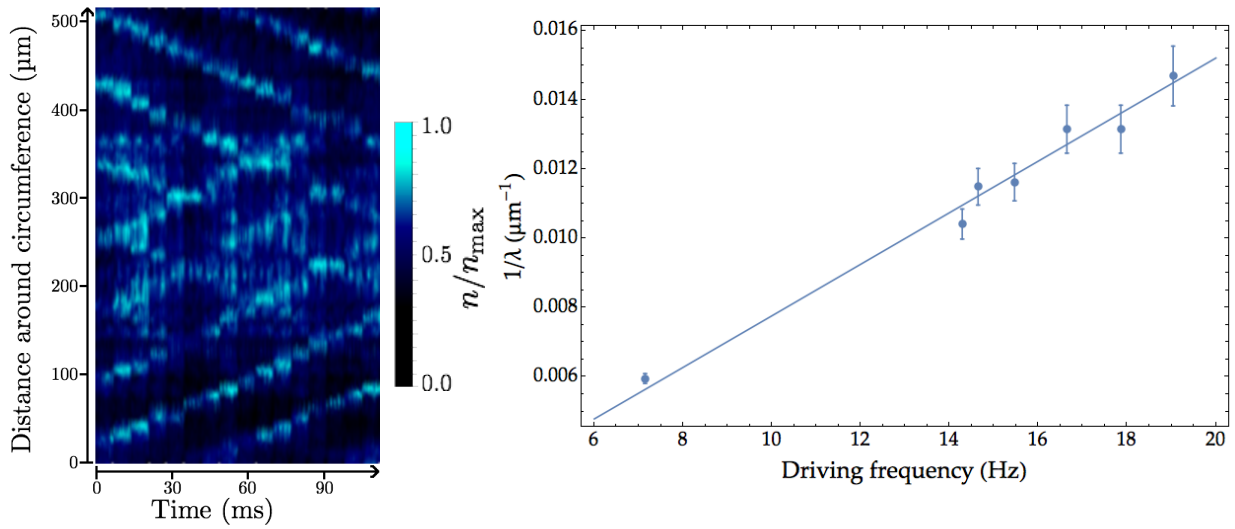 Distance around circumference (μm)
500
400
300
200
100
0
0 30 60 90
Time (ms)
1.0
0.5
0.0
n/nmax
1/λ (μm⁻¹)
0.016
0.014
0.012
0.010
0.008
0.006
6 8 10 12 14 16 18 20
Driving frequency (Hz)